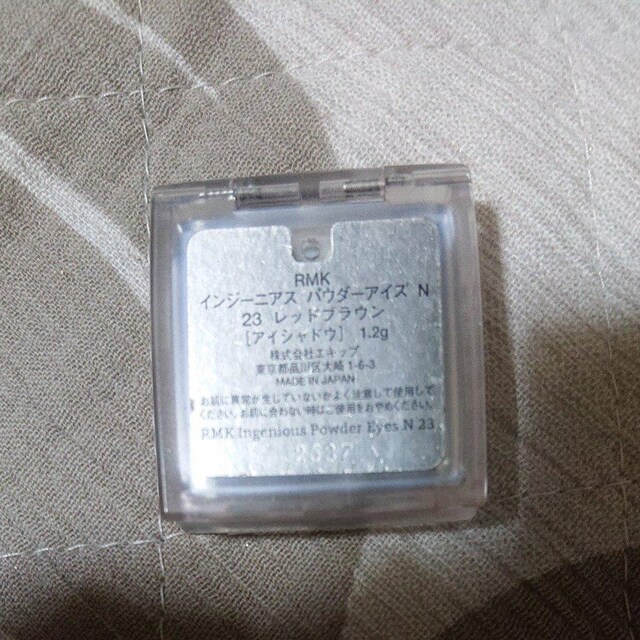 RMK
インジーニアス パウダーアイズ N
23 レッドブラウン
[アイシャドウ] 1.2g
株式会社エキップ
東京都品川区大崎1-6-3
MADE IN JAPAN
お肌に異常が生じていないかよく注意して使用して
ください。お肌に合わない時はご使用をおやめください。
RMK Ingenious Powder Eyes N 23